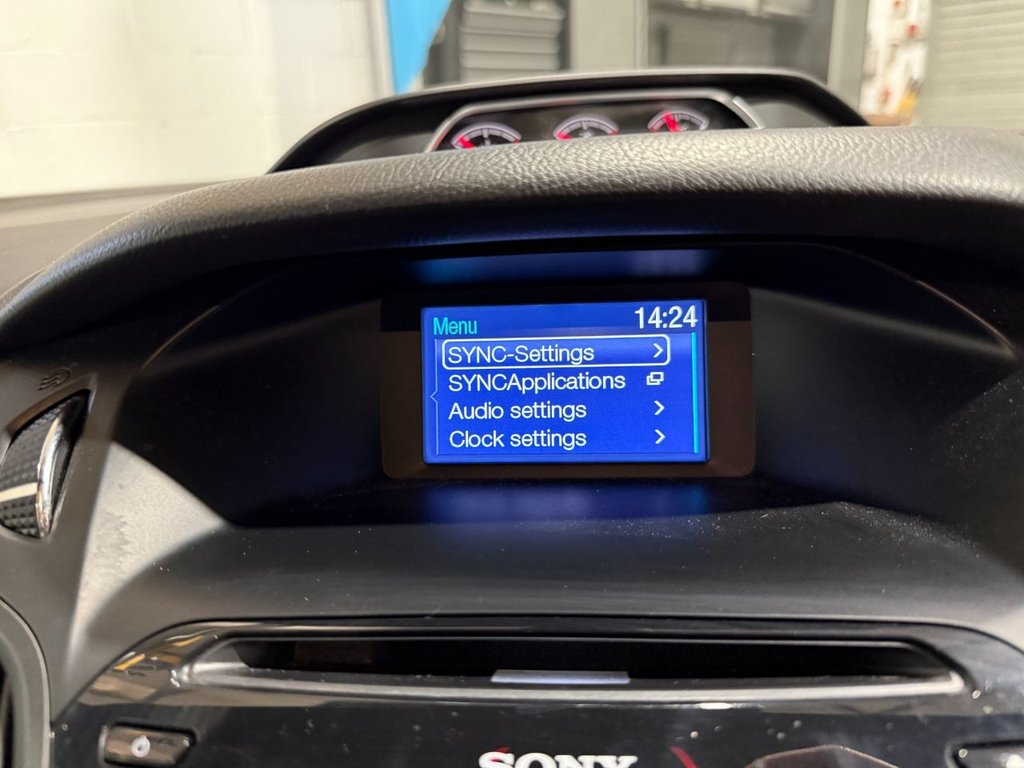 Menu 14:24
SYNC-Settings
SYNCApplications
Audio settings
Clock settings
SONY